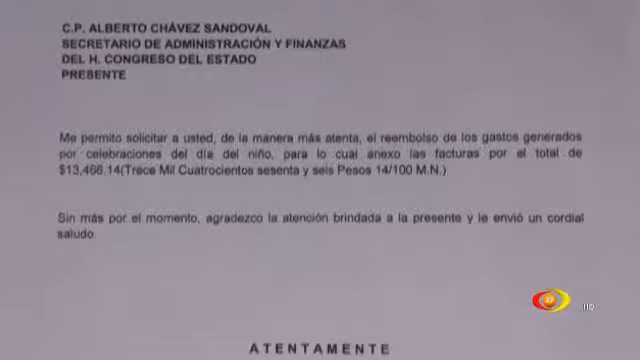 C.P. ALBERTO CHÁVEZ SANDOVAL
SECRETARIO DE ADMINISTRACIÓN Y FINANZAS
DEL H. CONGRESO DEL ESTADO
PRESENTE
Me permito solicitar a usted, de la manera más atenta, el reembolso de los gastos generados
por celebraciones del día del niño, para lo cual anexo las facturas por el total de
$13,466.14(Trece Mil Cuatrocientos sesenta y seis Pesos 14/100 M.N.)
Sin más por el momento, agradezco la atención brindada a la presente y le envió un cordial
saludo.
27 HD
ATENTAMENTE